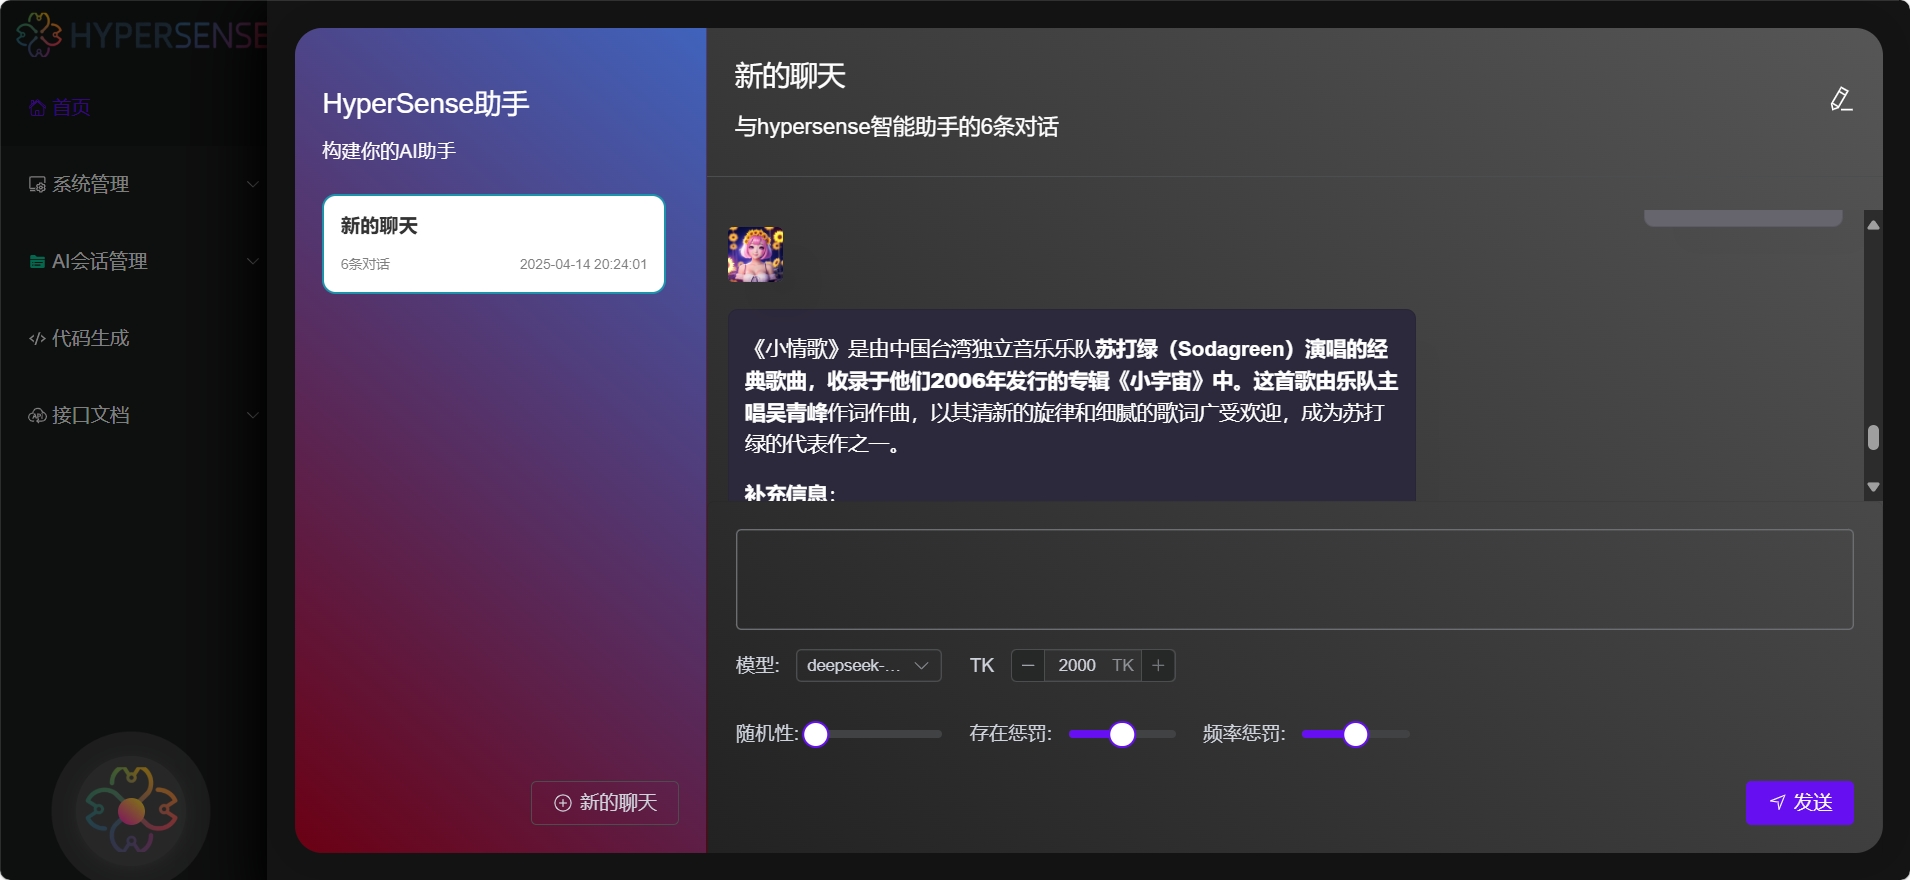 HYPERSENSE
首页
系统管理
AI会话管理
代码生成
接口文档
HyperSense助手
构建你的AI助手
新的聊天
6条对话 2025-04-14 20:24:01
新的聊天
新的聊天
与hypersense智能助手的6条对话
《小情歌》是由中国台湾独立音乐乐队苏打绿（Sodagreen）演唱的经
典歌曲，收录于他们2006年发行的专辑《小宇宙》中。这首歌由乐队主
唱吴青峰作词作曲，以其清新的旋律和细腻的歌词广受欢迎，成为苏打
绿的代表作之一。
补充信息：
模型: deepseek-... TK 2000 TK
随机性: 存在惩罚: 频率惩罚:
发送